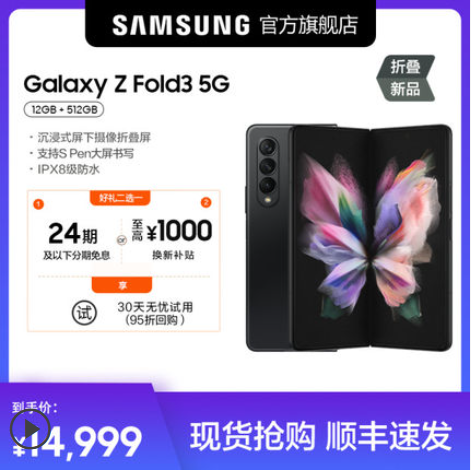 SAMSUNG 官方旗舰店
折叠
新品
Galaxy Z Fold3 5G
12GB + 512GB
· 沉浸式屏下摄像折叠屏
· 支持S Pen大屏书写
· IPX8级防水
好礼二选一
1
24期
及以下分期免息
or
2
至高¥1000
换新补贴
享
试
30天无忧试用
(95折回购)
到手价:
¥14,999
现货抢购 顺丰速发